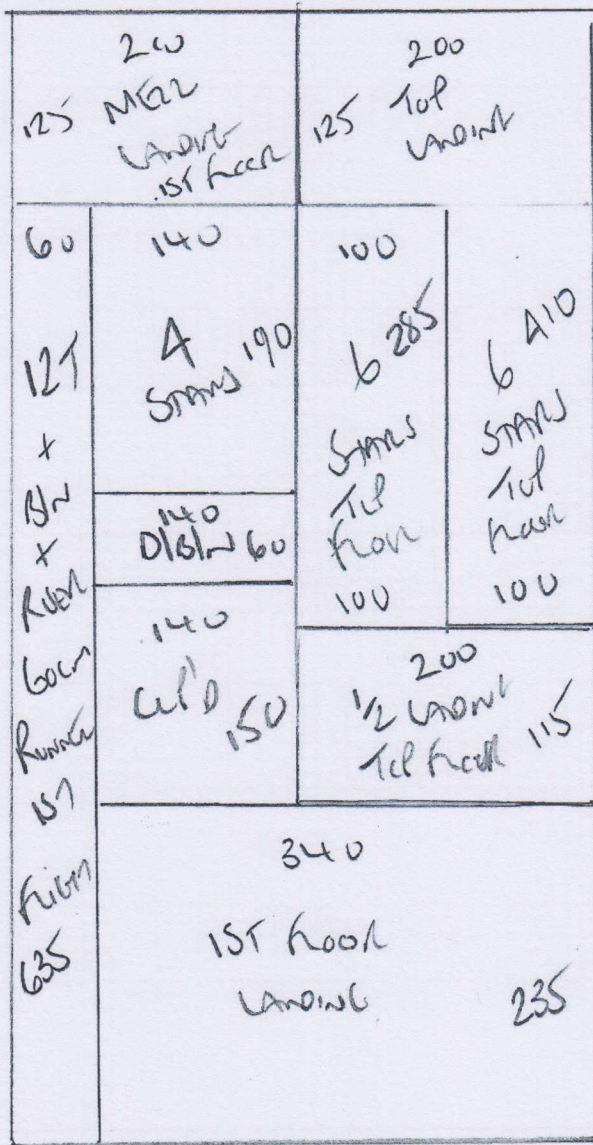 200
125 MEZZ
LANDING
1ST FLOOR
200
125 TOP
LANDING
60
12T
+
B/N
+
RISER
60cm
RUNNER
1ST
FLIGHT
635
140
4 190
STAIRS
140
D/B/N 60
140
CUP'D
150
100
6 285
STAIRS
TOP
FLOOR
100
6 410
STAIRS
TOP
FLOOR
100
200
1/2 LANDING
TOP FLOOR 115
340
1ST FLOOR
LANDING 235